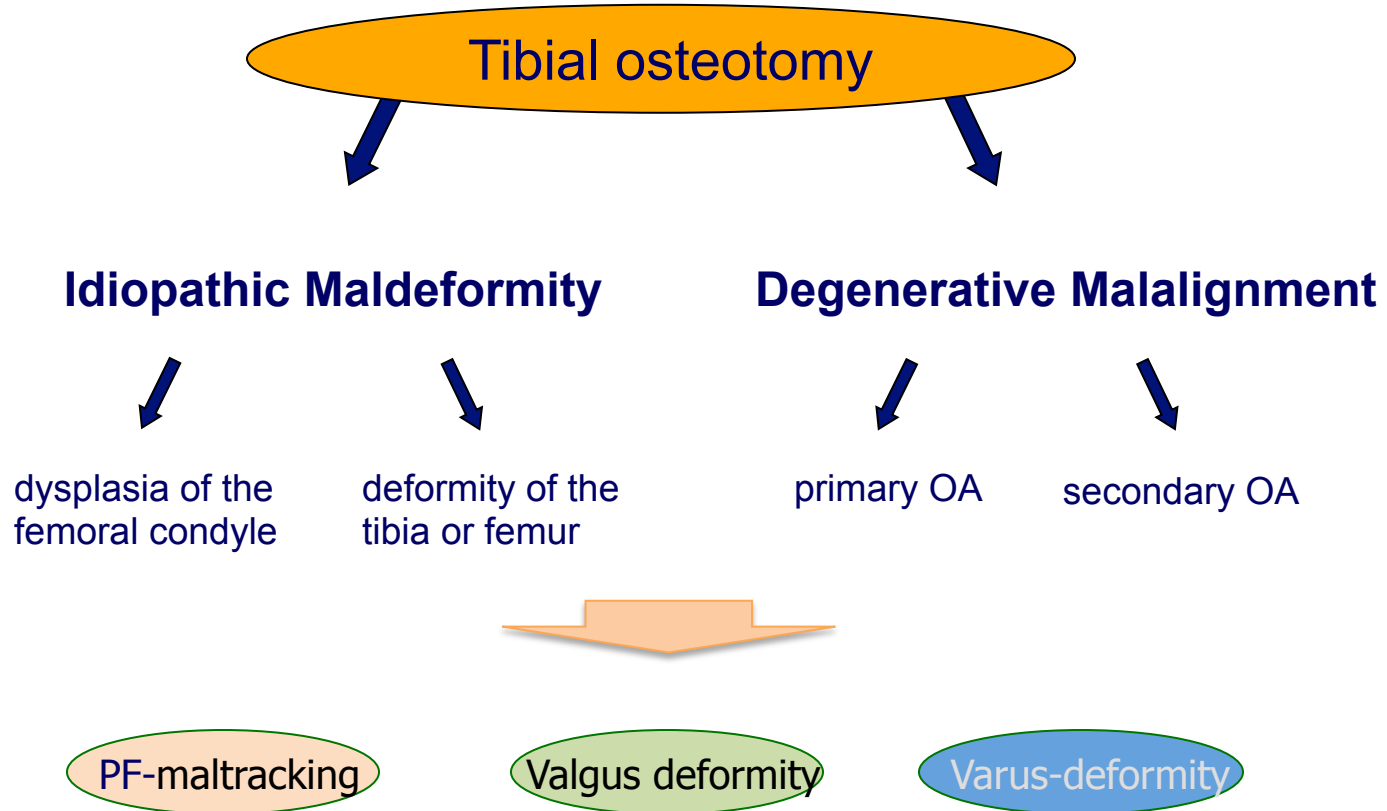 Tibial osteotomy
Idiopathic Maldeformity
Degenerative Malalignment
dysplasia of the
femoral condyle
deformity of the
tibia or femur
primary OA
secondary OA
PF-maltracking
Valgus deformity
Varus-deformity